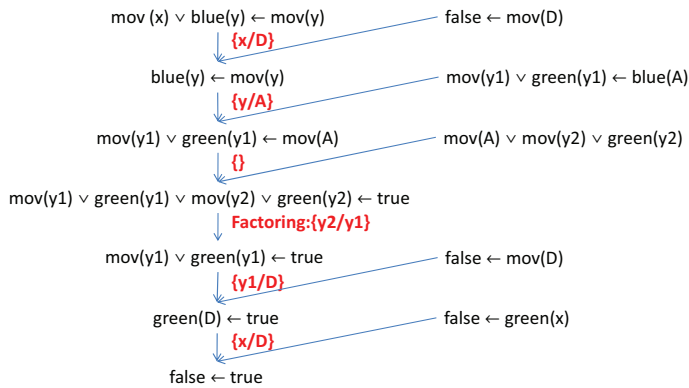 mov (x) ∨ blue(y) ← mov(y)    false ← mov(D)
{x/D}
blue(y) ← mov(y)    mov(y1) ∨ green(y1) ← blue(A)
{y/A}
mov(y1) ∨ green(y1) ← mov(A)    mov(A) ∨ mov(y2) ∨ green(y2)
{}
mov(y1) ∨ green(y1) ∨ mov(y2) ∨ green(y2) ← true
Factoring:{y2/y1}
mov(y1) ∨ green(y1) ← true    false ← mov(D)
{y1/D}
green(D) ← true    false ← green(x)
{x/D}
false ← true